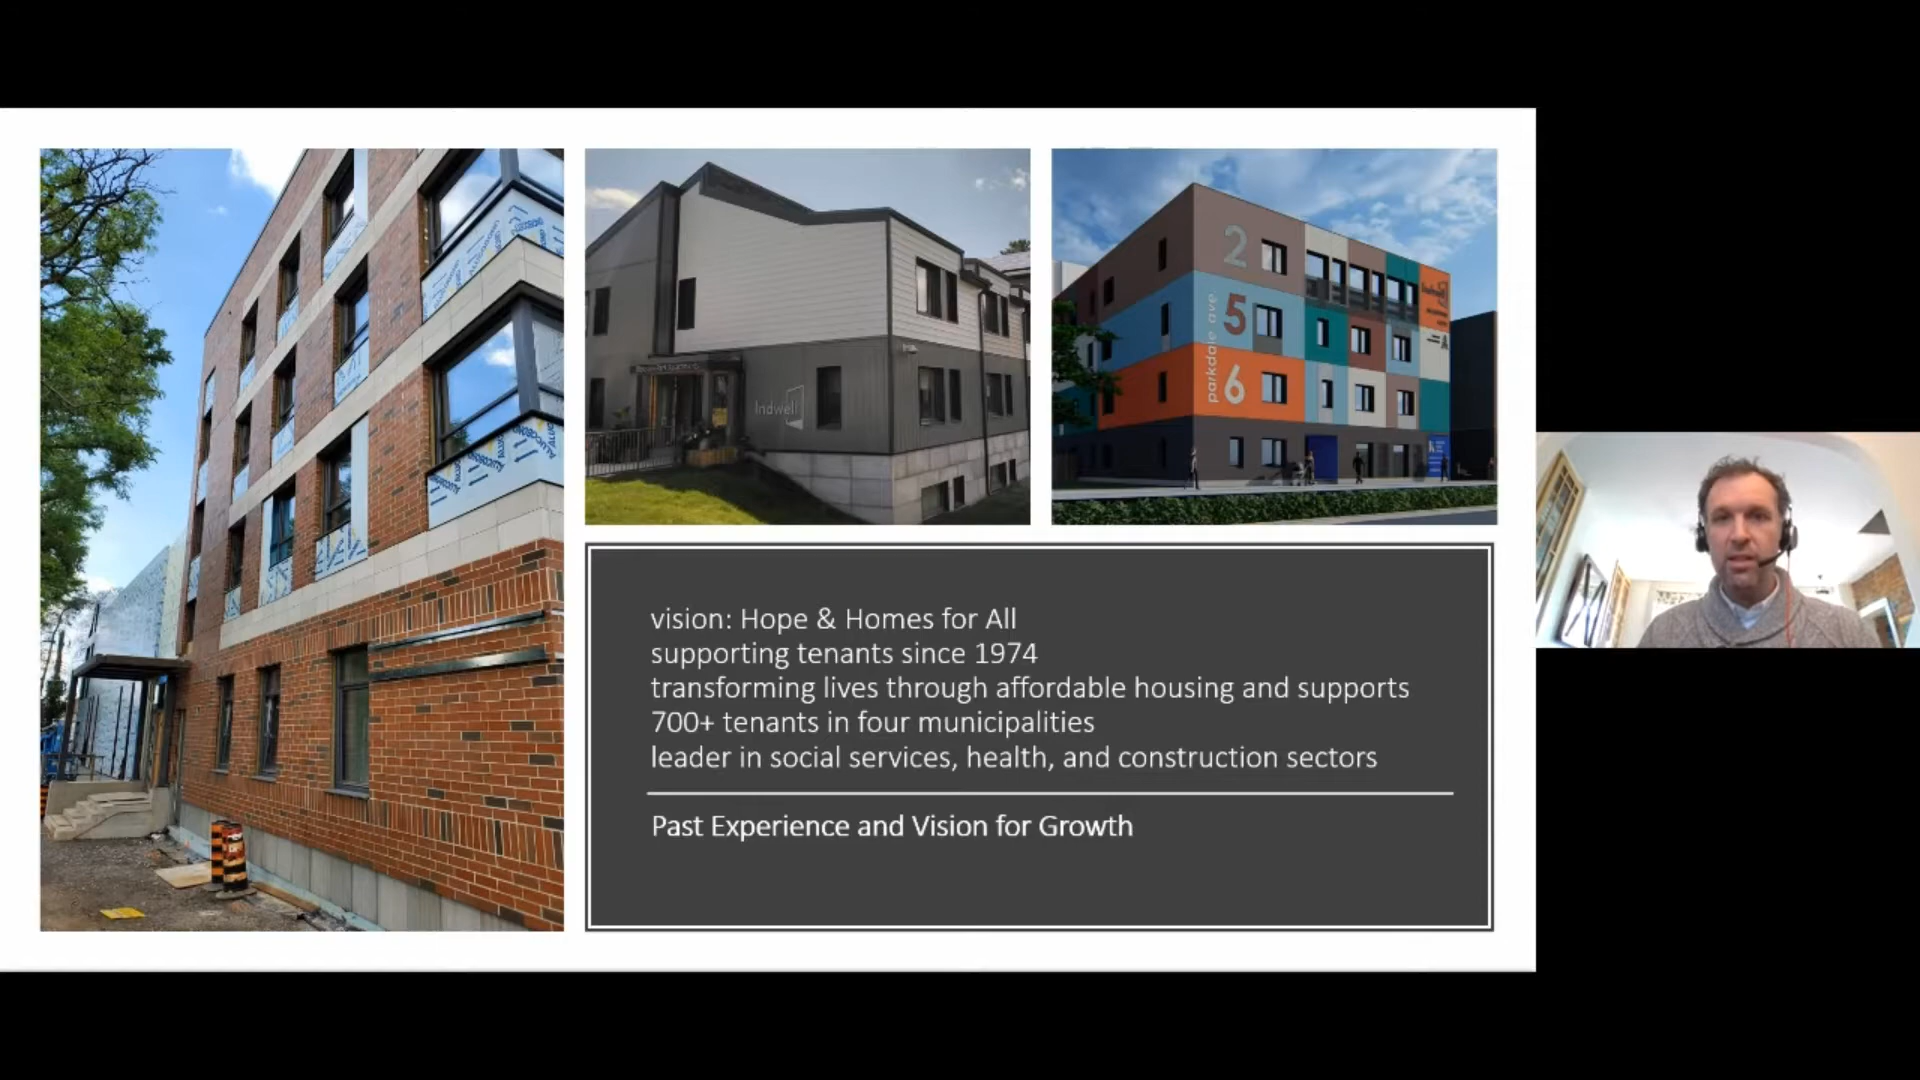 Indwell
2
5
6
parkdale ave
vision: Hope & Homes for All
supporting tenants since 1974
transforming lives through affordable housing and supports
700+ tenants in four municipalities
leader in social services, health, and construction sectors
Past Experience and Vision for Growth